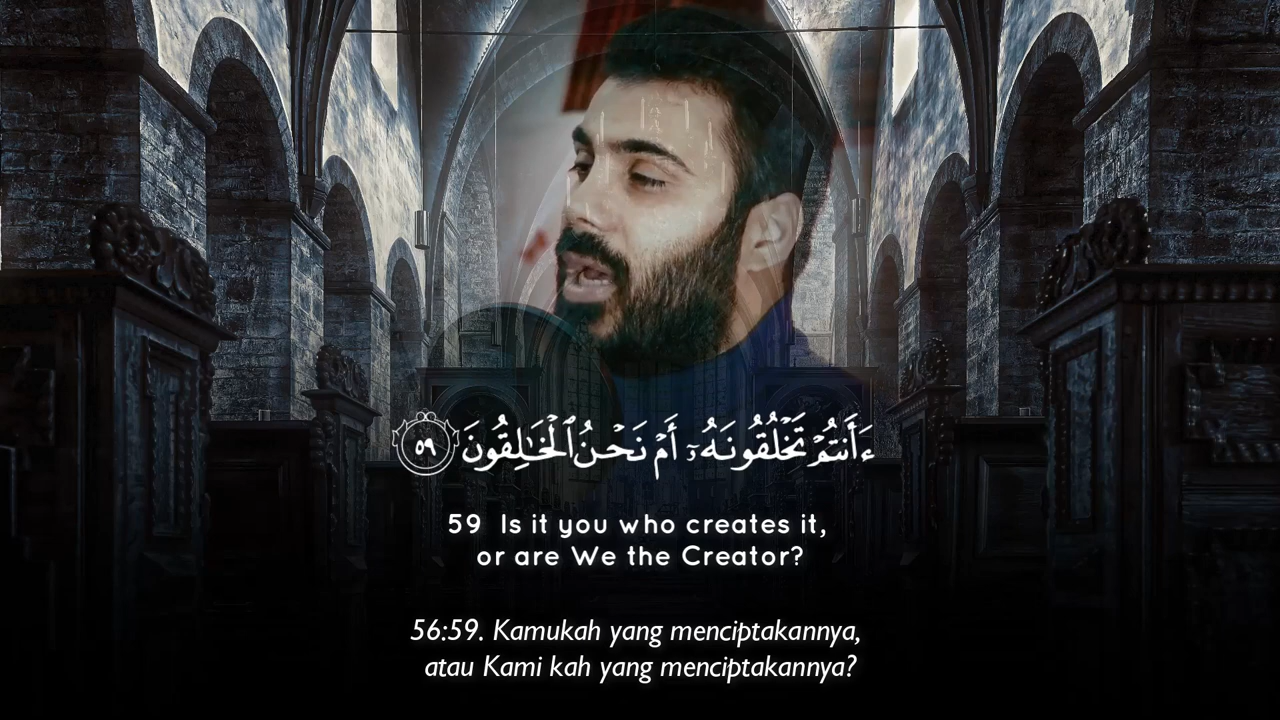 ءَأَنتُمْ تَخْلُقُونَهُۥٓ أَمْ نَحْنُ ٱلْخَـٰلِقُونَ ٥٩
59 Is it you who creates it,
or are We the Creator?
56:59. Kamukah yang menciptakannya,
atau Kami kah yang menciptakannya?